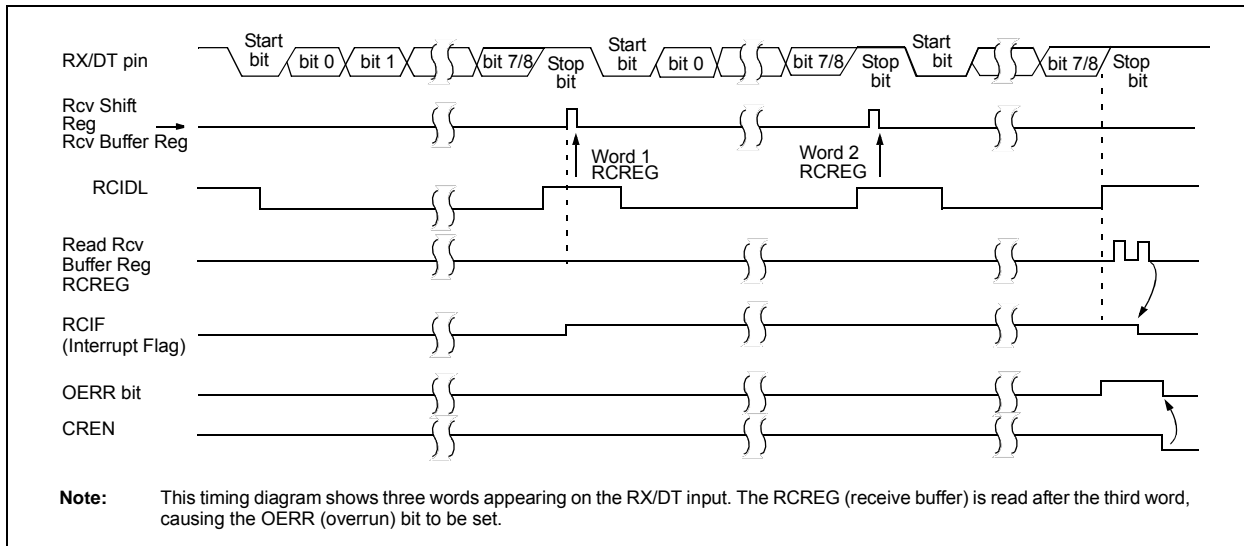 RX/DT pin
Start
bit
bit 0
bit 1
bit 7/8
Stop
bit
Start
bit
bit 0
bit 7/8
Stop
bit
Start
bit
bit 7/8
Stop
bit
Rcv Shift
Reg
Rcv Buffer Reg
Word 1
RCREG
Word 2
RCREG
RCIDL
Read Rcv
Buffer Reg
RCREG
RCIF
(Interrupt Flag)
OERR bit
CREN
Note: This timing diagram shows three words appearing on the RX/DT input. The RCREG (receive buffer) is read after the third word,
causing the OERR (overrun) bit to be set.